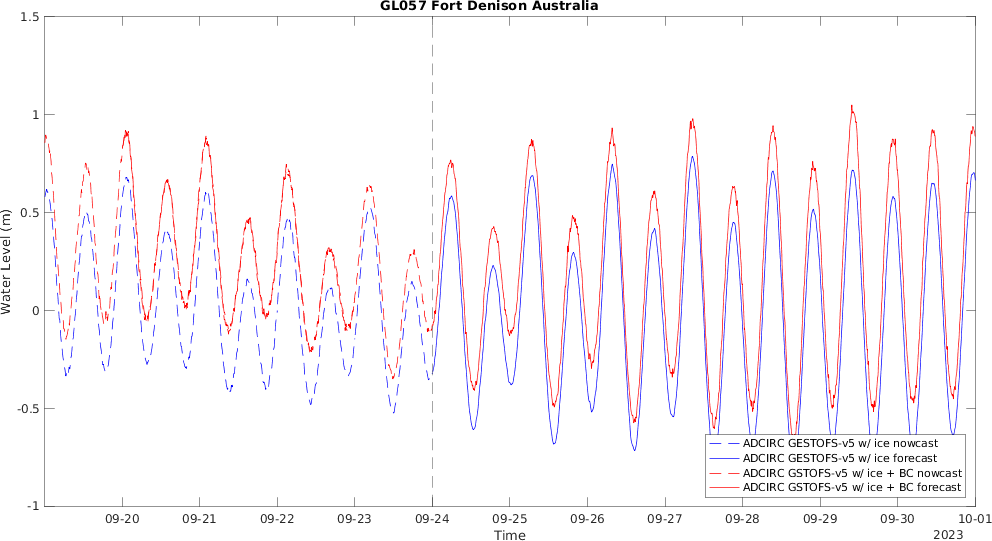 GL057 Fort Denison Australia
1.5
1
0.5
0
-0.5
-1
Water Level (m)
ADCIRC GESTOFS-v5 w/ ice nowcast
ADCIRC GESTOFS-v5 w/ ice forecast
ADCIRC GSTOFS-v5 w/ ice + BC nowcast
ADCIRC GSTOFS-v5 w/ ice + BC forecast
09-20 09-21 09-22 09-23 09-24 09-25 09-26 09-27 09-28 09-29 09-30 10-01
Time
2023